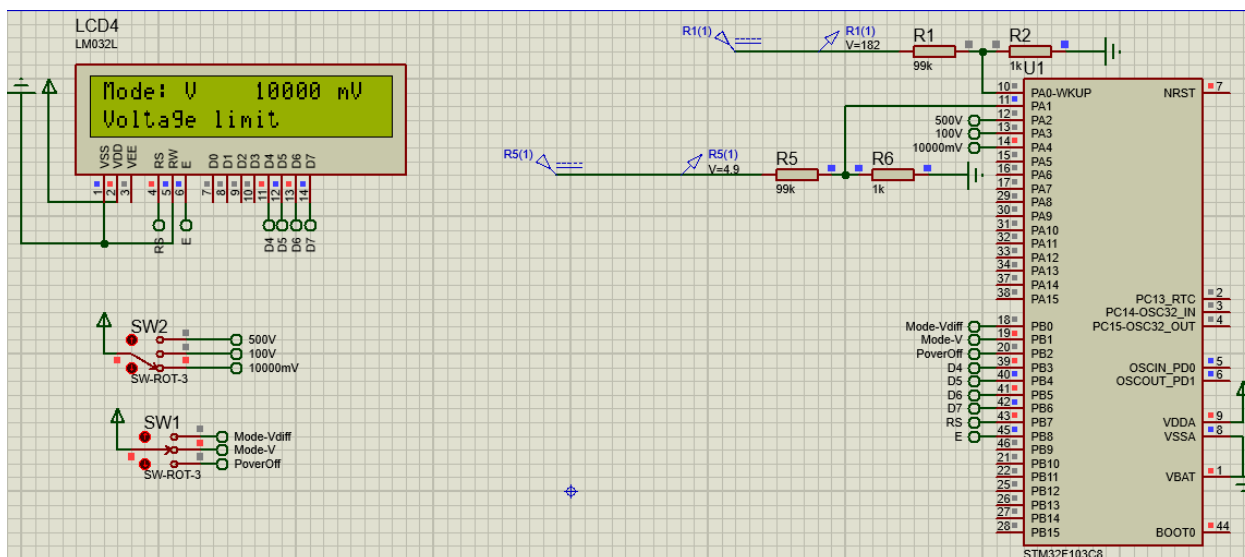 LCD4
LM032L
Mode: V 10000 mV
Voltage limit
VSS
VDD
VEE
RS
RW
E
D0
D1
D2
D3
D4
D5
D6
D7
1
2
3
4
5
6
7
8
9
10
11
12
13
14
RS
E
D4
D5
D6
D7
R1(1)
R1(1)
V=182
R1
99k
R2
1k
R5(1)
R5(1)
V=4.9
R5
99k
R6
1k
SW2
500V
100V
10000mV
SW-ROT-3
SW1
Mode-Vdiff
Mode-V
PoverOff
SW-ROT-3
U1
10 PA0-WKUP NRST 7
11 PA1
500V 12 PA2
100V 13 PA3
10000mV 14 PA4
15 PA5
16 PA6
17 PA7
29 PA8
30 PA9
31 PA10
32 PA11
33 PA12
34 PA13
37 PA14
38 PA15
PC13_RTC 2
PC14-OSC32_IN 3
PC15-OSC32_OUT 4
Mode-Vdiff 18 PB0
Mode-V 19 PB1
PoverOff 20 PB2
D4 39 PB3
D5 40 PB4
D6 41 PB5
D7 42 PB6
RS 43 PB7
E 45 PB8
46 PB9
21 PB10
22 PB11
25 PB12
26 PB13
27 PB14
28 PB15
OSCIN_PD0 5
OSCOUT_PD1 6
VDDA 9
VSSA 8
VBAT 1
BOOT0 44
STM32F103C8